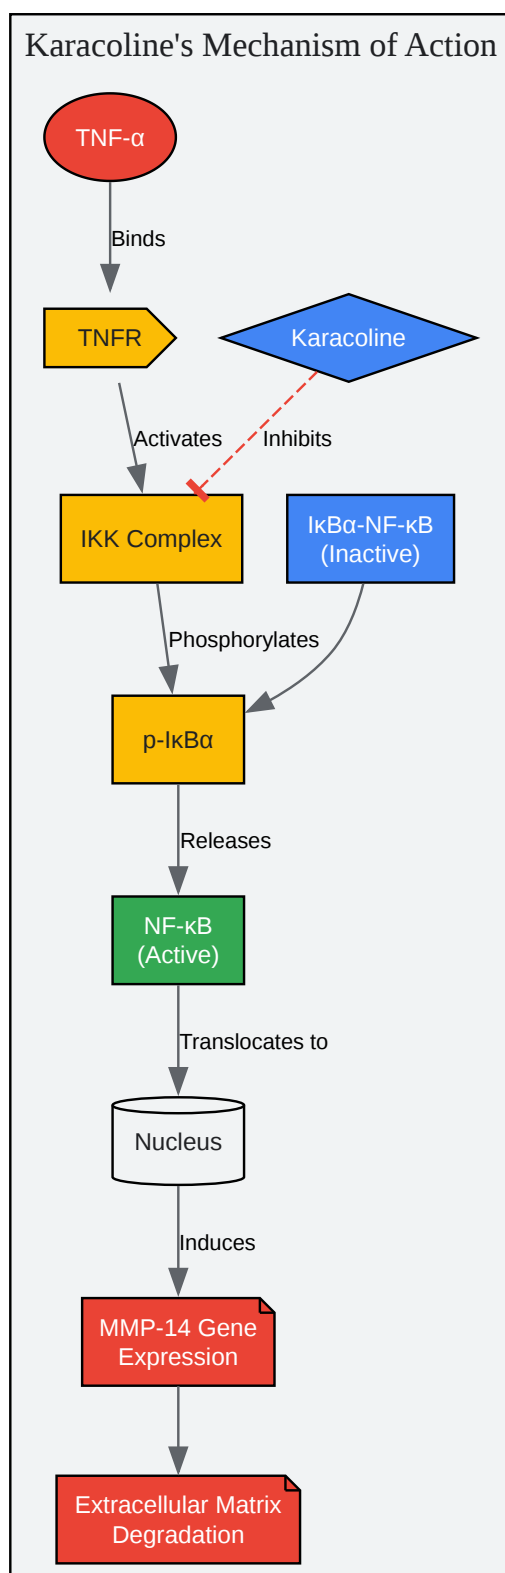 Karacoline's Mechanism of Action
TNF-α
Binds
TNFR
Karacoline
Activates
Inhibits
IKK Complex
IκBα-NF-κB
(Inactive)
Phosphorylates
p-IκBα
Releases
NF-κB
(Active)
Translocates to
Nucleus
Induces
MMP-14 Gene
Expression
Extracellular Matrix
Degradation